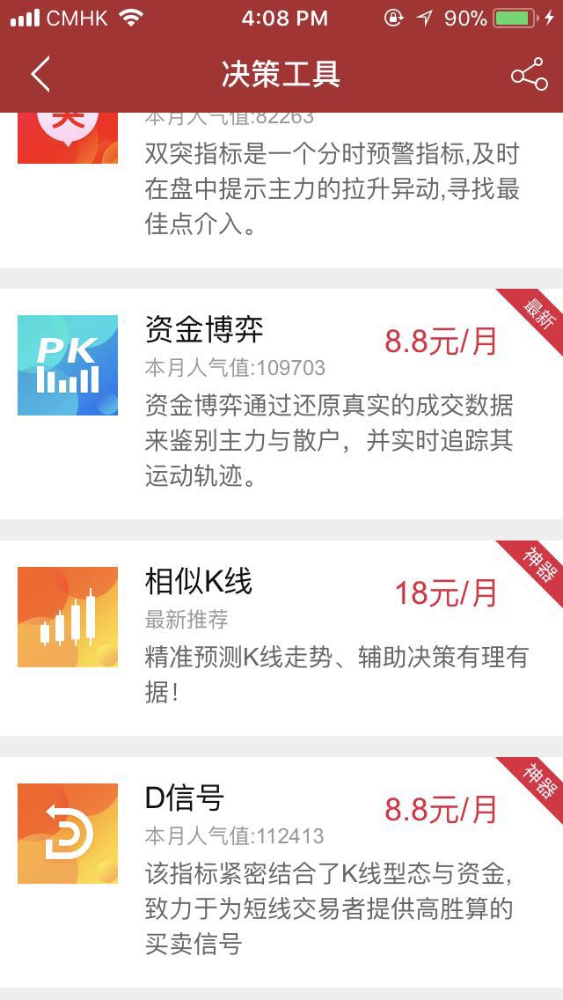 CMHK 4:08 PM 90%
决策工具
本月人气值:82263
双突指标是一个分时预警指标,及时
在盘中提示主力的拉升异动,寻找最
佳点介入。
最新
资金博弈
8.8元/月
PK
本月人气值:109703
资金博弈通过还原真实的成交数据
来鉴别主力与散户，并实时追踪其
运动轨迹。
神器
相似K线
18元/月
最新推荐
精准预测K线走势、辅助决策有理有
据！
神器
D信号
8.8元/月
本月人气值:112413
该指标紧密结合了K线型态与资金,
致力于为短线交易者提供高胜算的
买卖信号